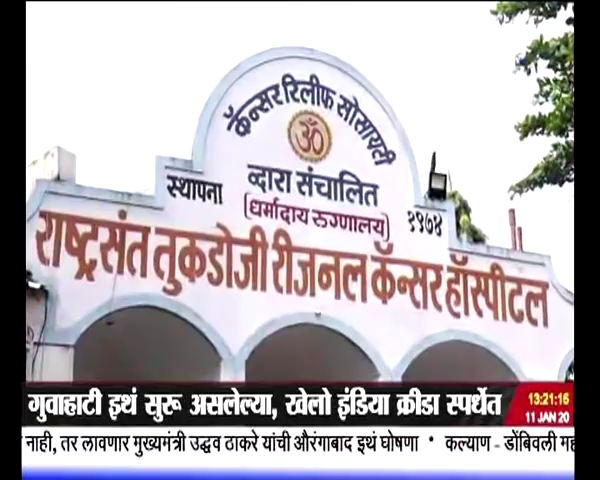 कॅन्सर रिलीफ सोसायटी
ॐ
व्दारा संचालित
स्थापना
(धर्मादाय रुग्णालय)
१९७४
राष्ट्रसंत तुकडोजी रीजनल कॅन्सर हॉस्पीटल
गुवाहाटी इथं सुरू असलेल्या, खेलो इंडिया क्रीडा स्पर्धेत
13:21:16
11 JAN 20
नाही, तर लावणार मुख्यमंत्री उद्धव ठाकरे यांची औरंगाबाद इथं घोषणा • कल्याण - डोंबिवली